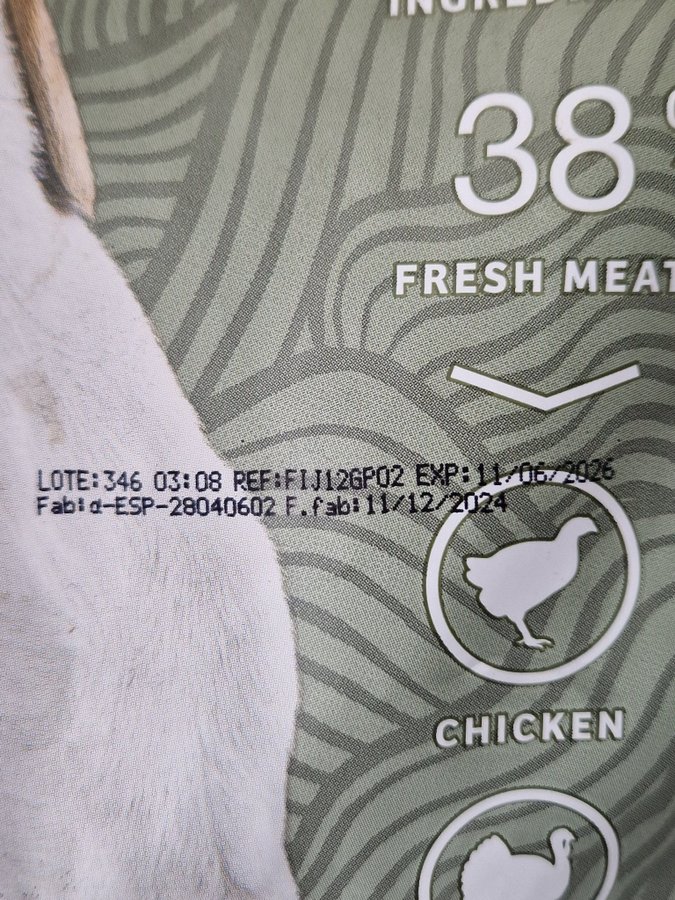 38
FRESH MEAT
LOTE:346 03:08 REF:FIJ12GP02 EXP:11/06/2026
Fab:α-ESP-28040602 F.fab:11/12/2024
CHICKEN